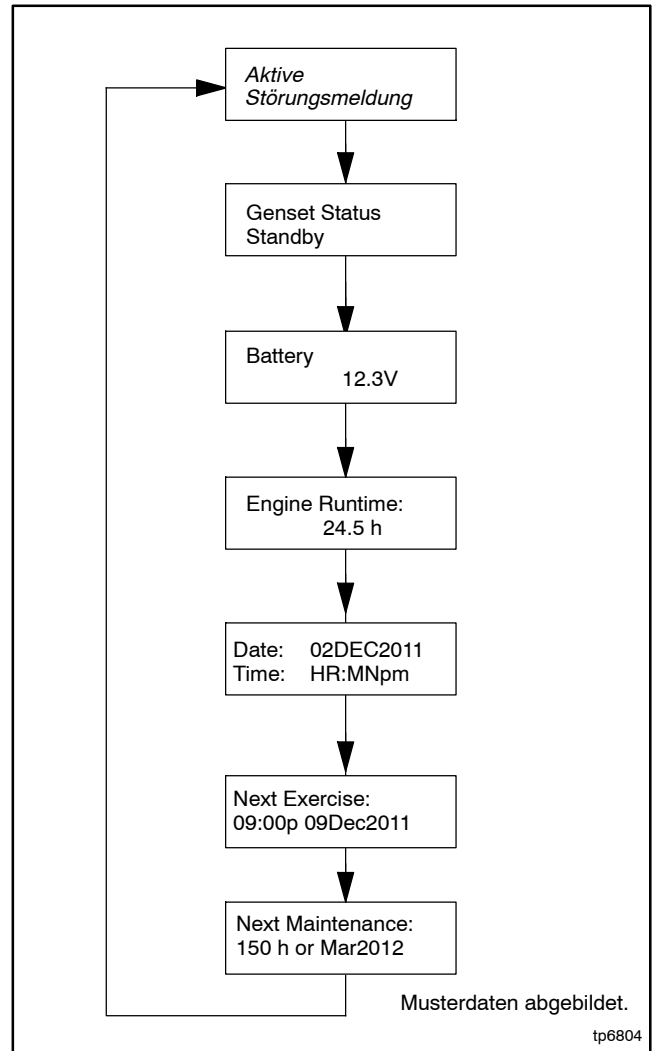 Aktive
Störungsmeldung
Genset Status
Standby
Battery
12.3V
Engine Runtime:
24.5 h
Date: 02DEC2011
Time: HR:MNpm
Next Exercise:
09:00p 09Dec2011
Next Maintenance:
150 h or Mar2012
Musterdaten abgebildet.
tp6804